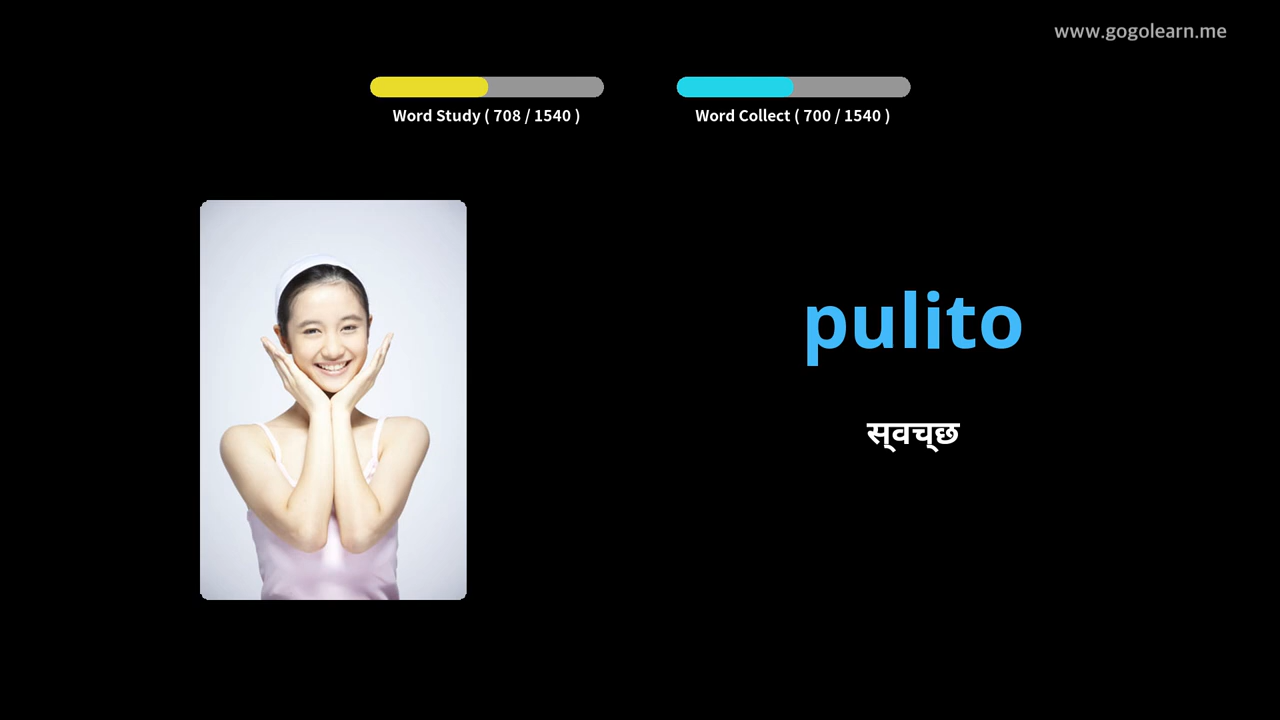 www.gogolearn.me
Word Study ( 708 / 1540 )
Word Collect ( 700 / 1540 )
pulito
स्वच्छ